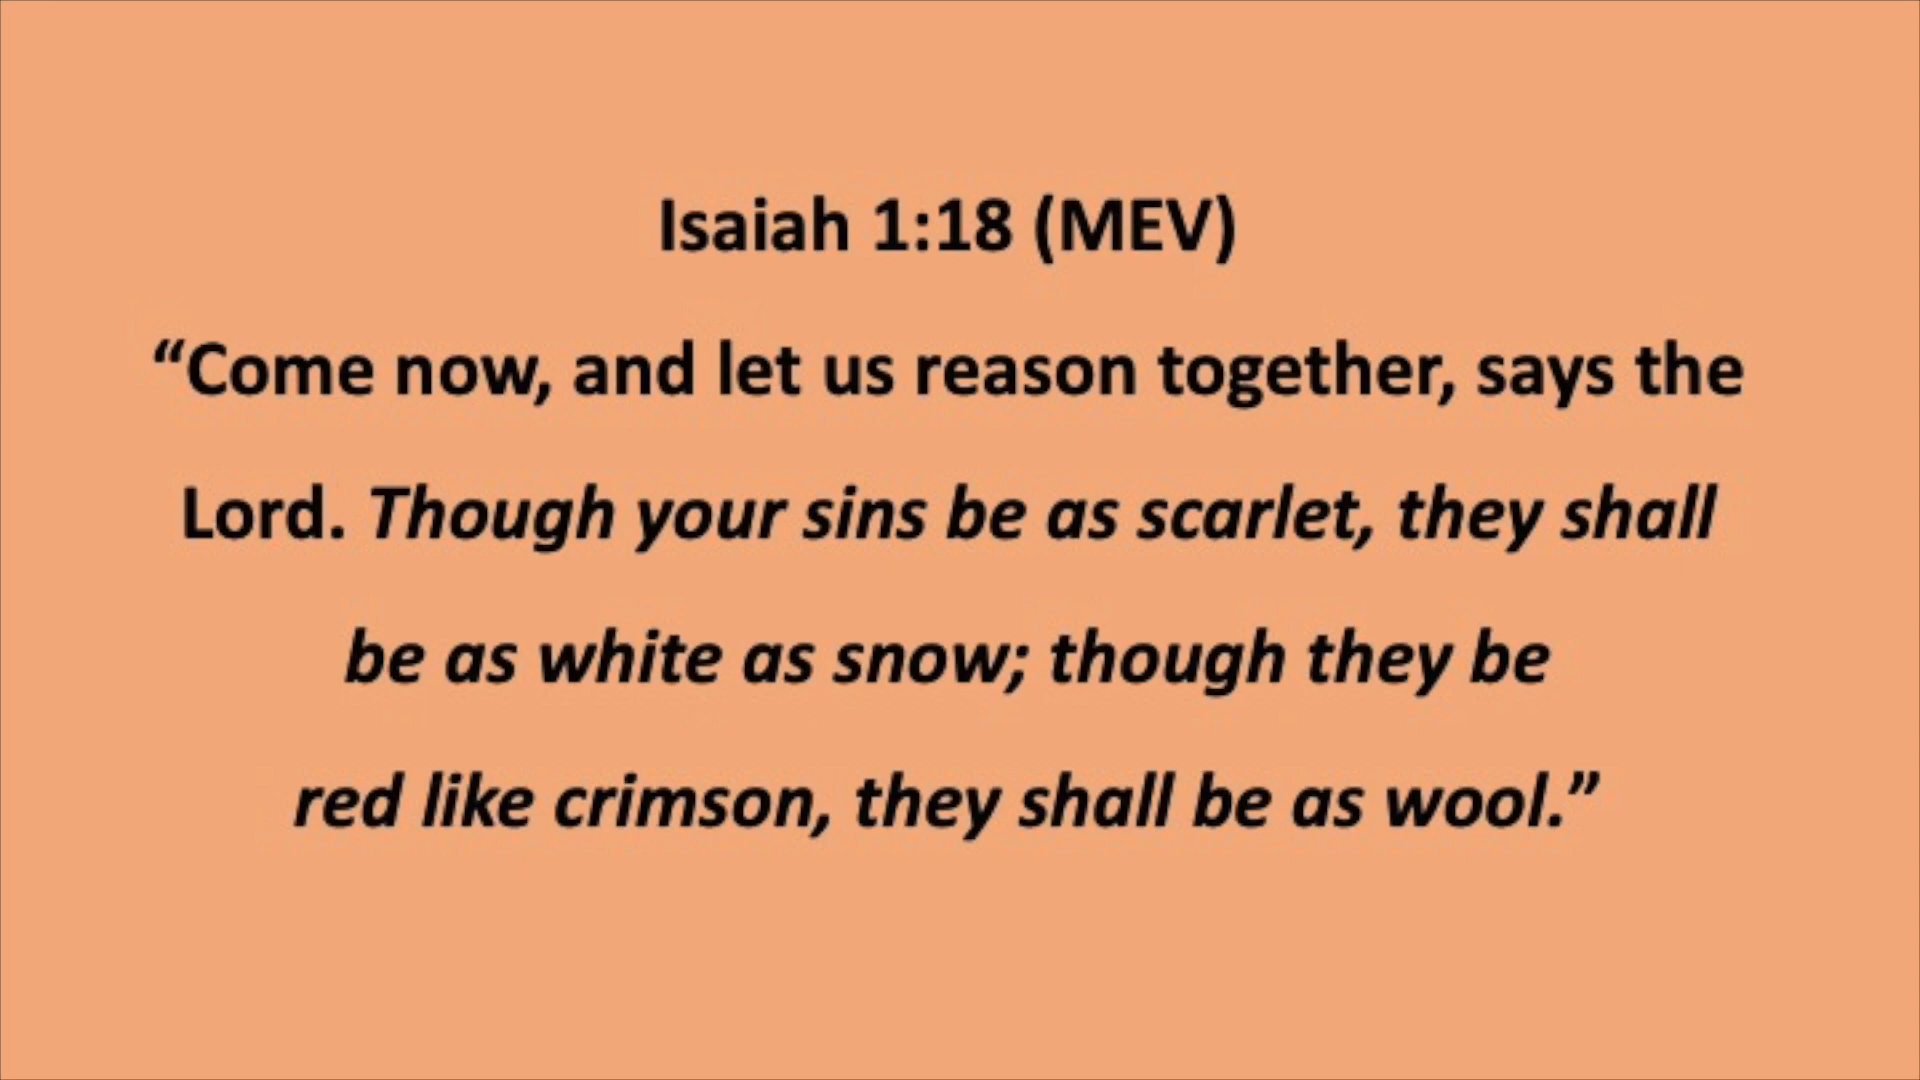 Isaiah 1:18 (MEV)
“Come now, and let us reason together, says the
Lord. Though your sins be as scarlet, they shall
be as white as snow; though they be
red like crimson, they shall be as wool.”